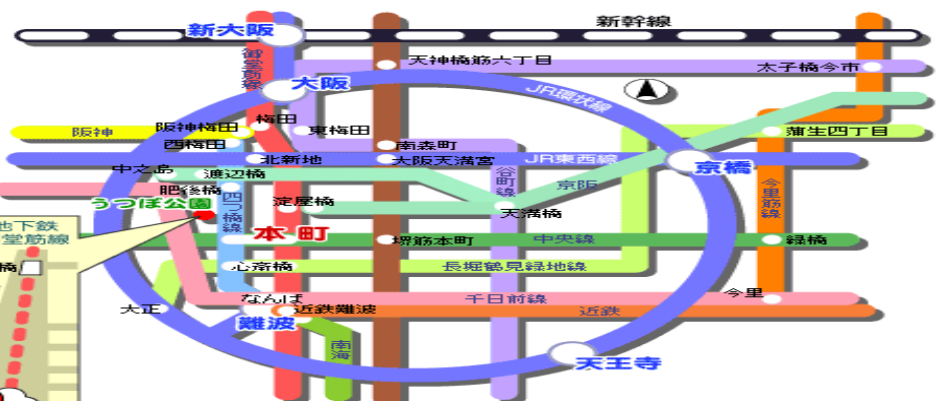 新幹線
新大阪
御堂筋線
天神橋筋六丁目
太子橋今市
大阪
JR環状線
梅田
阪神
阪神梅田
東梅田
蒲生四丁目
西梅田
南森町
北新地
大阪天満宮
JR東西線
京橋
中之島
渡辺橋
谷町線
京阪
肥後橋
四つ橋線
今里筋線
うつぼ公園
淀屋橋
天満橋
地下鉄
堂筋線
本町
堺筋本町
中央線
緑橋
橋
心斎橋
長堀鶴見緑地線
なんば
千日前線
今里
大正
近鉄難波
近鉄
難波
南海
天王寺